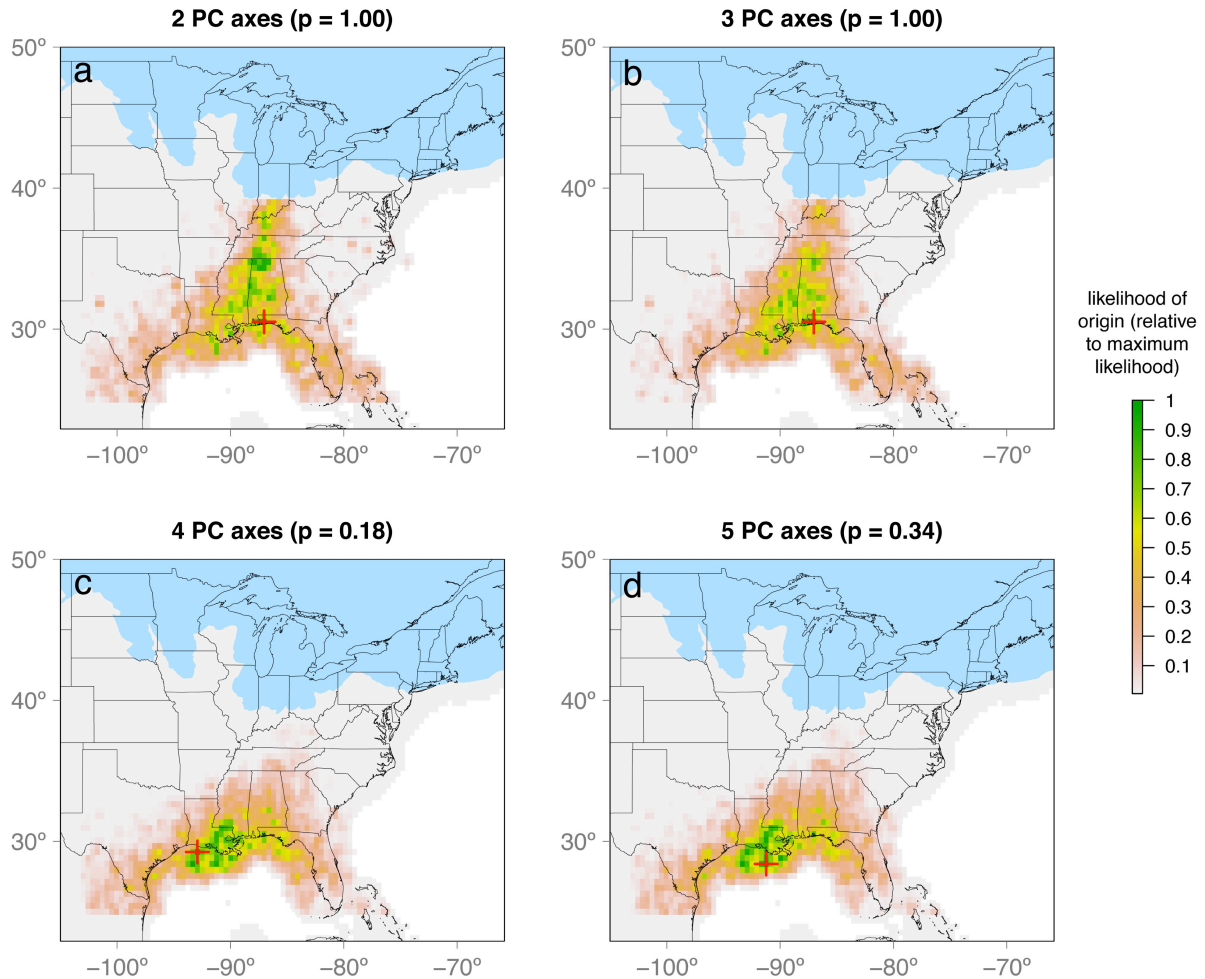 2 PC axes (p = 1.00)
a
50º
40º
30º
−100º −90º −80º −70º
3 PC axes (p = 1.00)
b
50º
40º
30º
−100º −90º −80º −70º
likelihood of
origin (relative
to maximum
likelihood)
1
0.9
0.8
0.7
0.6
0.5
0.4
0.3
0.2
0.1
4 PC axes (p = 0.18)
c
50º
40º
30º
−100º −90º −80º −70º
5 PC axes (p = 0.34)
d
50º
40º
30º
−100º −90º −80º −70º